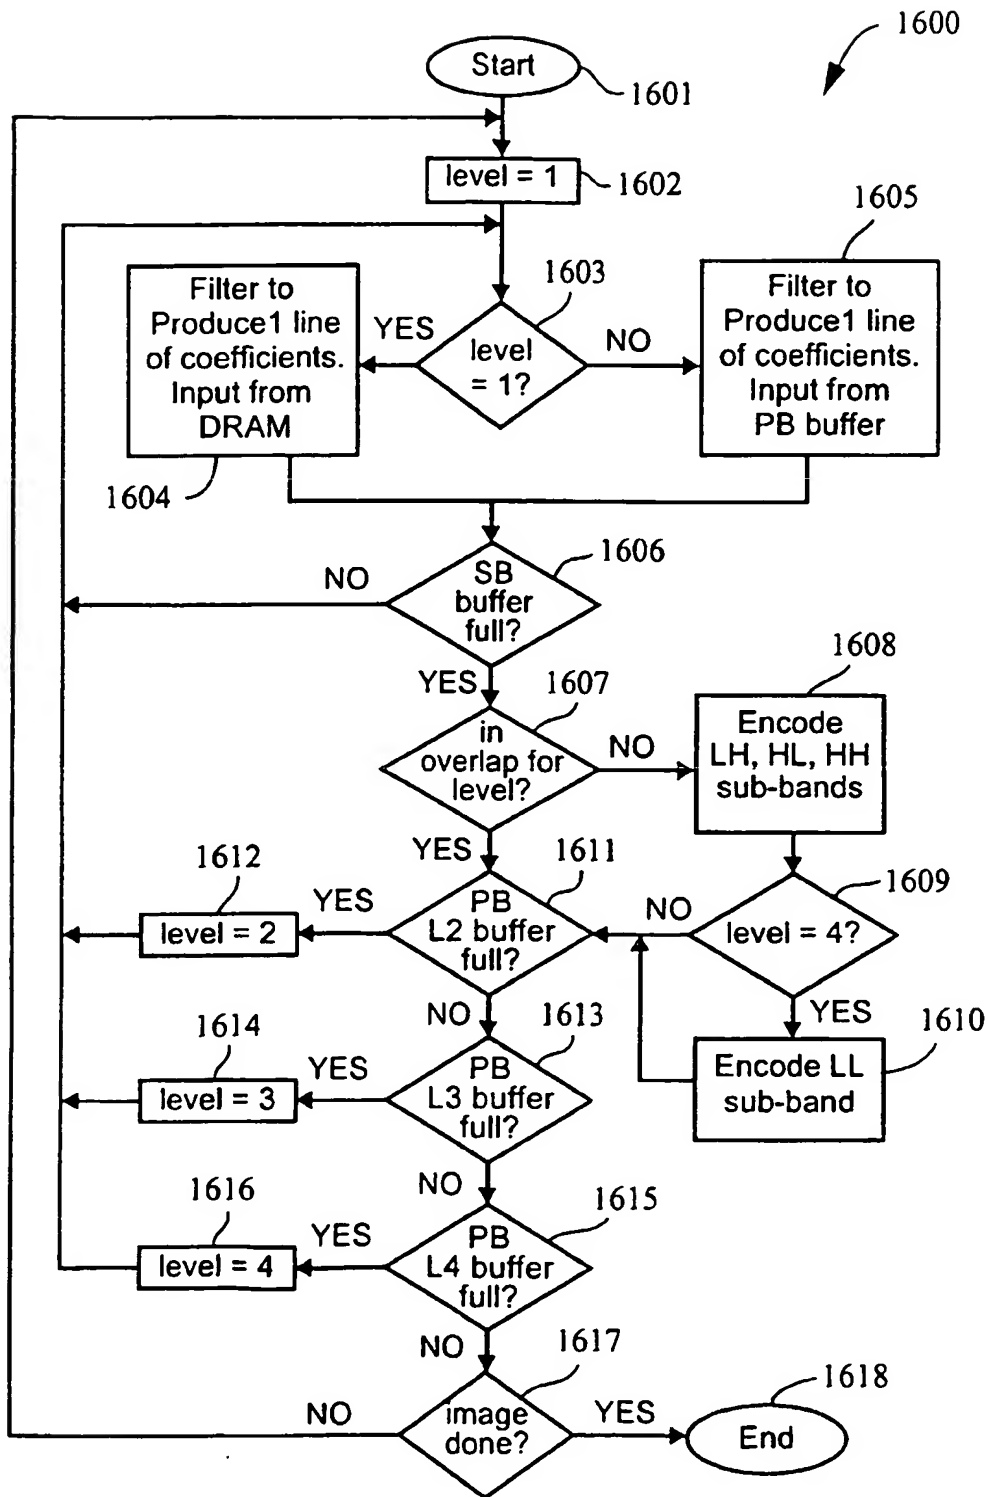 1600
Start
1601
level = 1
1602
1605
Filter to
Produce1 line
of coefficients.
Input from
DRAM
1604
YES
1603
level
= 1?
NO
Filter to
Produce1 line
of coefficients.
Input from
PB buffer
NO
SB
buffer
full?
1606
YES
1607
in
overlap for
level?
NO
1608
Encode
LH, HL, HH
sub-bands
YES
1612
level = 2
YES
1611
PB
L2 buffer
full?
NO
1609
level = 4?
YES
1610
Encode LL
sub-band
NO
1613
1614
level = 3
YES
PB
L3 buffer
full?
NO
1615
1616
level = 4
YES
PB
L4 buffer
full?
NO
1617
NO
image
done?
YES
1618
End